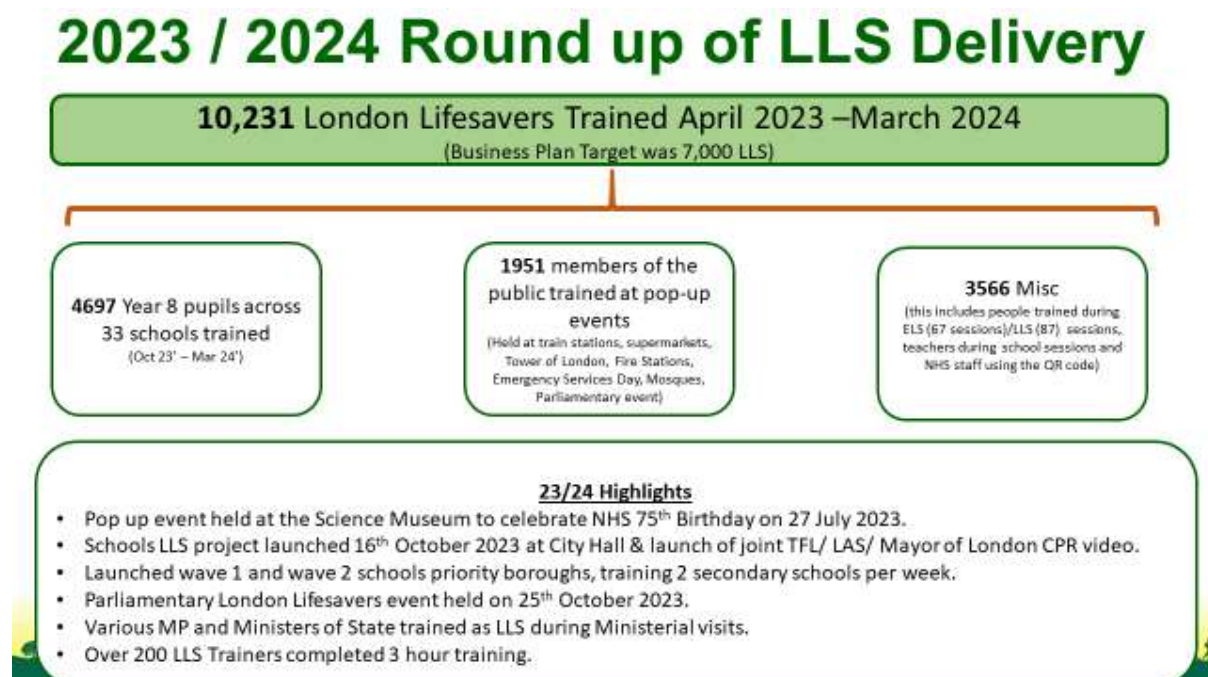 2023 / 2024 Round up of LLS Delivery
10,231 London Lifesavers Trained April 2023 –March 2024
(Business Plan Target was 7,000 LLS)
4697 Year 8 pupils across
33 schools trained
(Oct 23' – Mar 24')
1951 members of the
public trained at pop-up
events
(Held at train stations, supermarkets,
Tower of London, Fire Stations,
Emergency Services Day, Mosques,
Parliamentary event)
3566 Misc
(this includes people trained during
ELS (67 sessions)/LLS (87) sessions,
teachers during school sessions and
NHS staff using the QR code)
23/24 Highlights
• Pop up event held at the Science Museum to celebrate NHS 75th Birthday on 27 July 2023.
• Schools LLS project launched 16th October 2023 at City Hall & launch of joint TFL/ LAS/ Mayor of London CPR video.
• Launched wave 1 and wave 2 schools priority boroughs, training 2 secondary schools per week.
• Parliamentary London Lifesavers event held on 25th October 2023.
• Various MP and Ministers of State trained as LLS during Ministerial visits.
• Over 200 LLS Trainers completed 3 hour training.